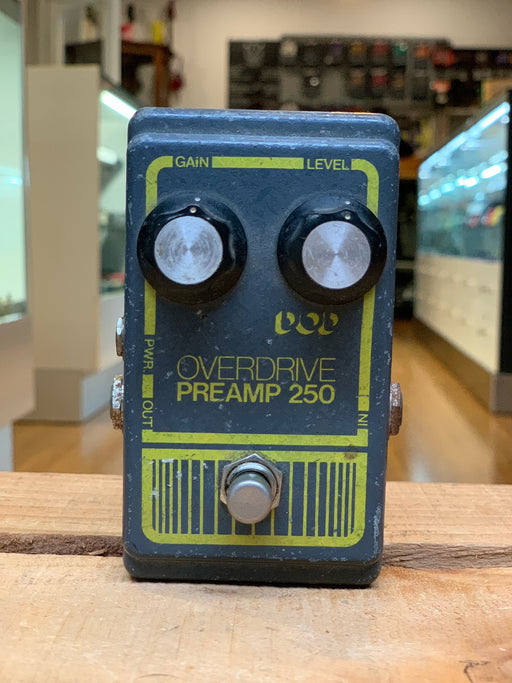 GAIN LEVEL
DOD
OVERDRIVE
PREAMP 250
PWR.
OUT
IN